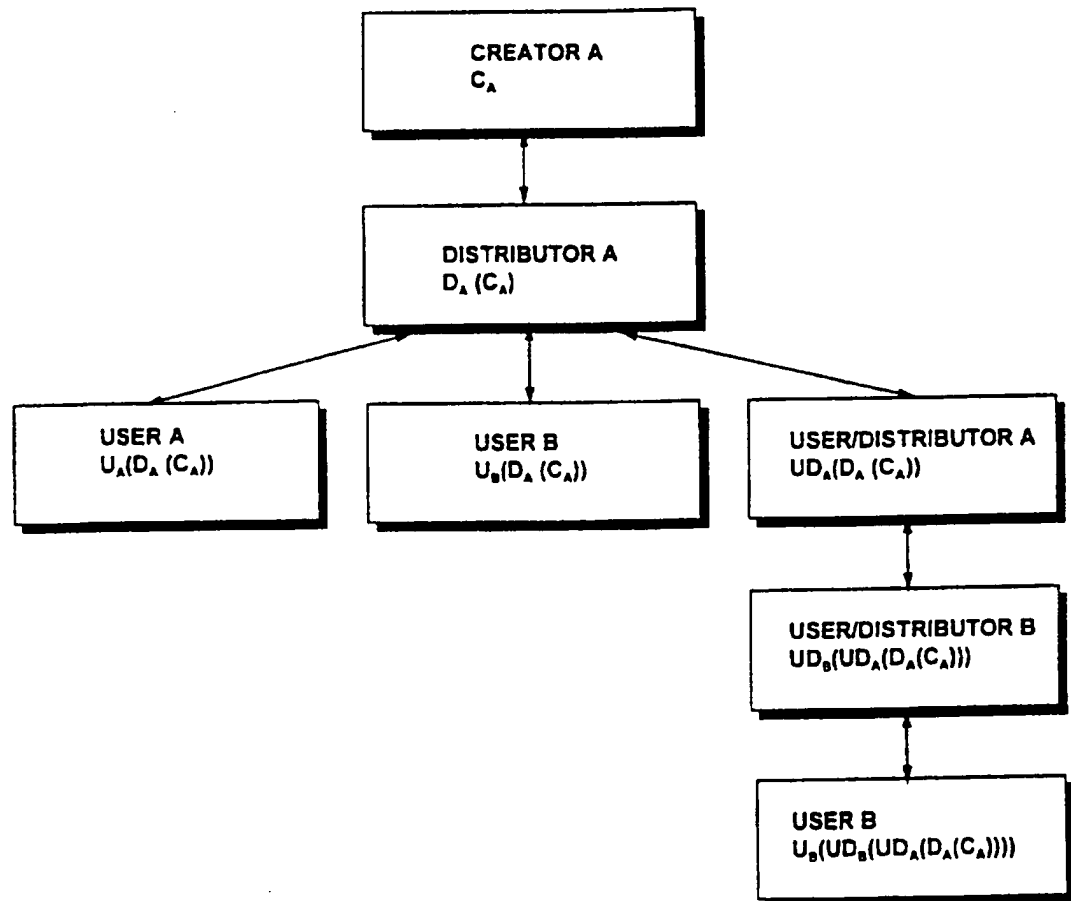 CREATOR A
C_A
DISTRIBUTOR A
D_A (C_A)
USER A
U_A(D_A (C_A))
USER B
U_B(D_A (C_A))
USER/DISTRIBUTOR A
UD_A(D_A (C_A))
USER/DISTRIBUTOR B
UD_B(UD_A(D_A(C_A)))
USER B
U_B(UD_B(UD_A(D_A(C_A))))